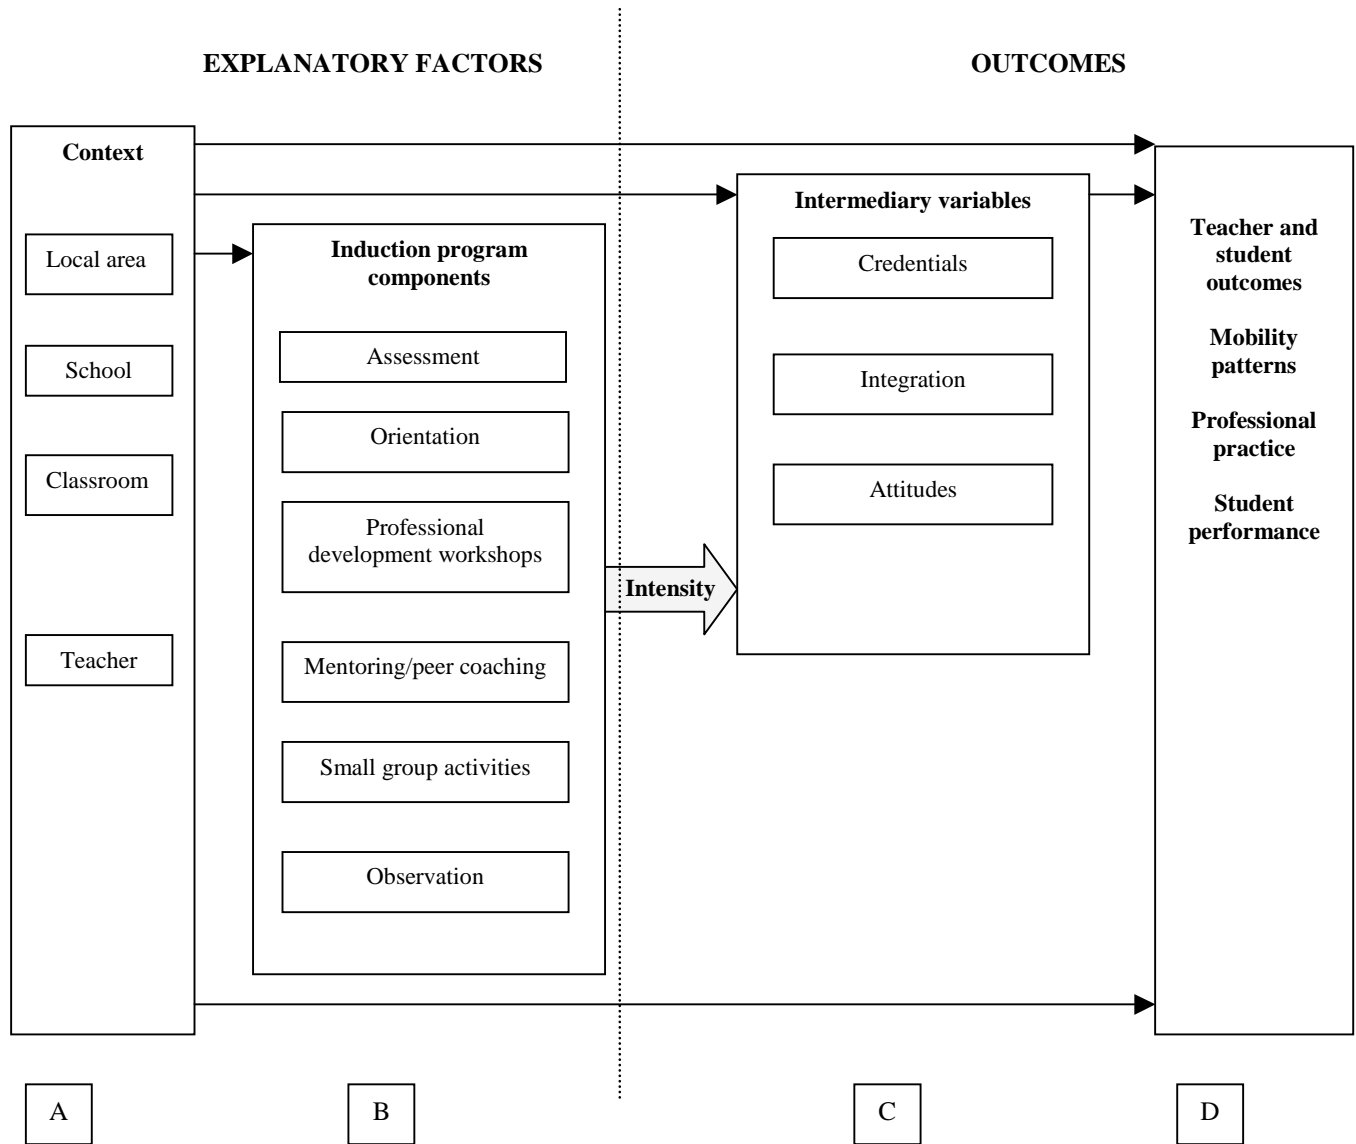 EXPLANATORY FACTORS
OUTCOMES
Context
Local area
School
Classroom
Teacher
Induction program
components
Assessment
Orientation
Professional
development workshops
Mentoring/peer coaching
Small group activities
Observation
Intensity
Intermediary variables
Credentials
Integration
Attitudes
Teacher and
student
outcomes
Mobility
patterns
Professional
practice
Student
performance
A
B
C
D